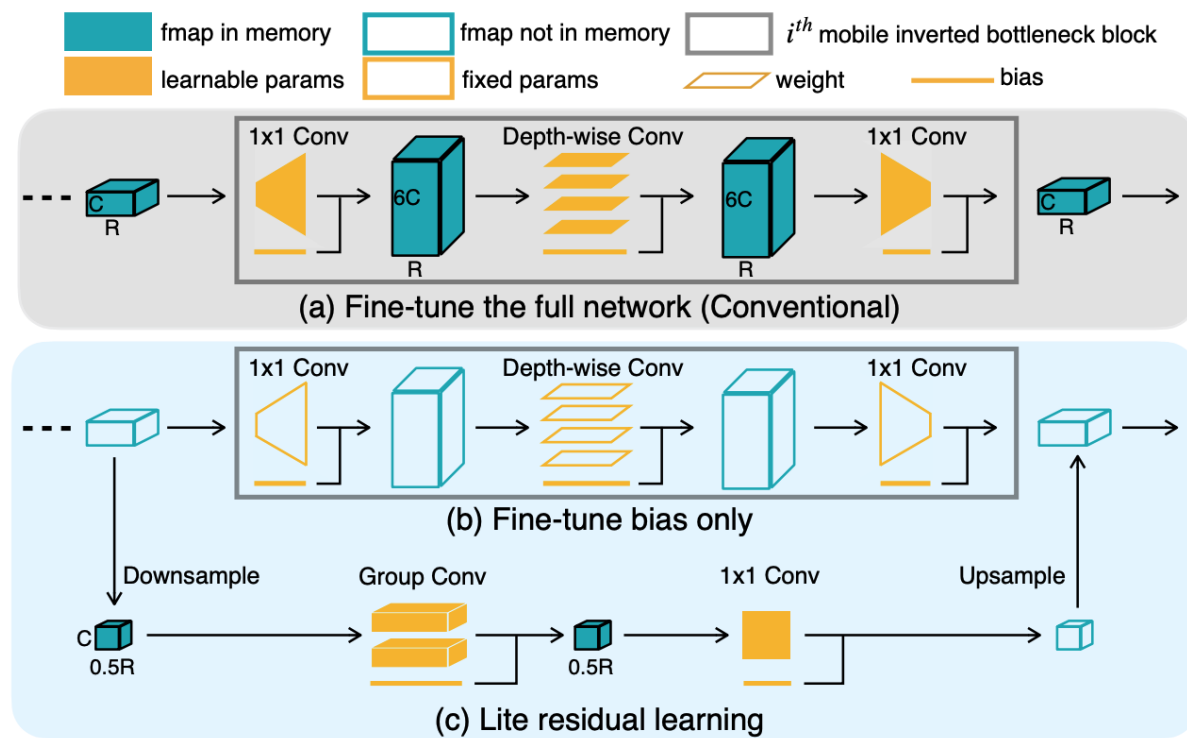 fmap in memory
fmap not in memory
iᵗʰ mobile inverted bottleneck block
learnable params
fixed params
weight
bias
1x1 Conv
Depth-wise Conv
1x1 Conv
C
R
6C
R
6C
R
C
R
(a) Fine-tune the full network (Conventional)
1x1 Conv
Depth-wise Conv
1x1 Conv
(b) Fine-tune bias only
Downsample
Group Conv
1x1 Conv
Upsample
C
0.5R
0.5R
(c) Lite residual learning